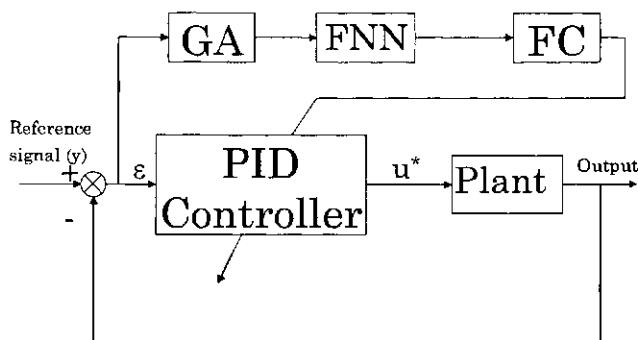 GA
FNN
FC
Reference
signal (y)
+
ε
-
PID
Controller
u*
Plant
Output